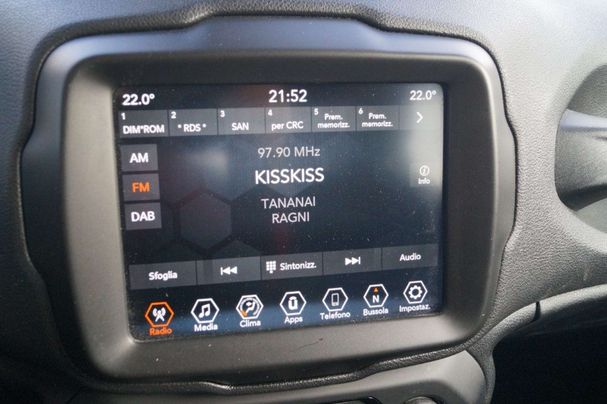 22.0° 21:52 22.0°
1 2 3 4 5 6
DIM*ROM * RDS * SAN per CRC Prem. memorizz. Prem. memorizz.
AM
97.90 MHz
FM
KISSKISS
Info
DAB
TANANAI
RAGNI
Sfoglia Sintonizz. Audio
Radio Media Clima Apps Telefono Bussola Impostaz.
N